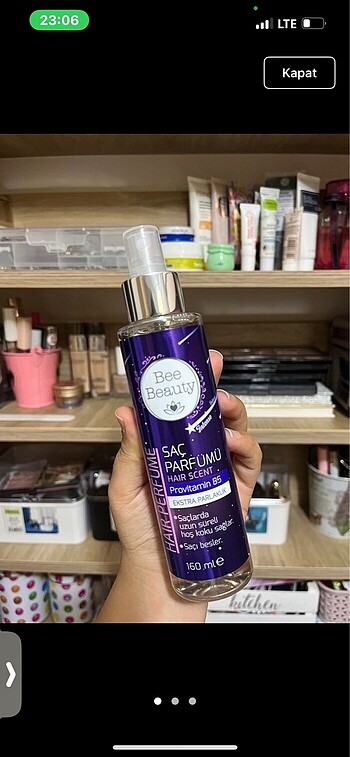 23:06
LTE
Kapat
Bee
Beauty
HAIR PERFUME
SAÇ
PARFÜMÜ
HAIR SCENT
Provitamin B5
EKSTRA PARLAKLIK
•Saçlarda
uzun süreli
hoş koku sağlar.
•Saçı besler.
160 ml e
kitchen